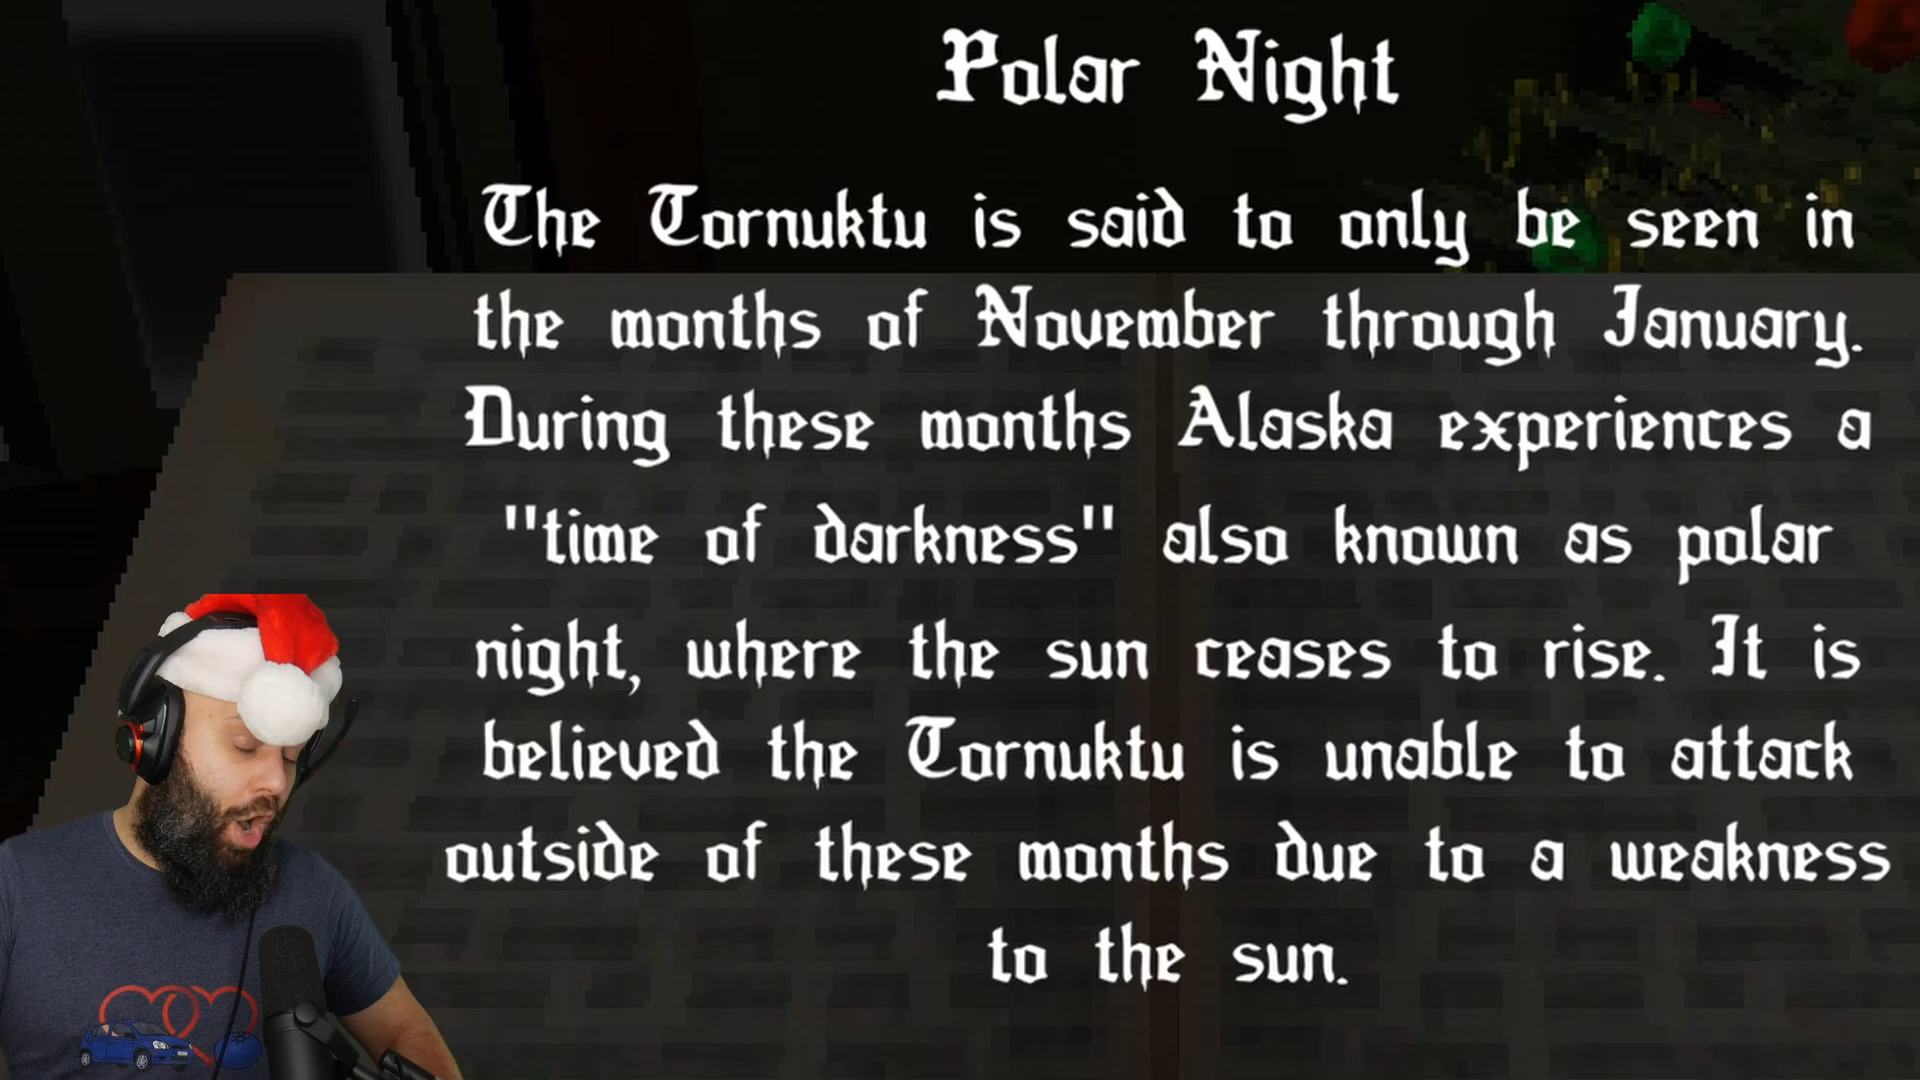 Polar Night
The Tornuktu is said to only be seen in
the months of November through January.
During these months Alaska experiences a
"time of darkness" also known as polar
night, where the sun ceases to rise. It is
believed the Tornuktu is unable to attack
outside of these months due to a weakness
to the sun.